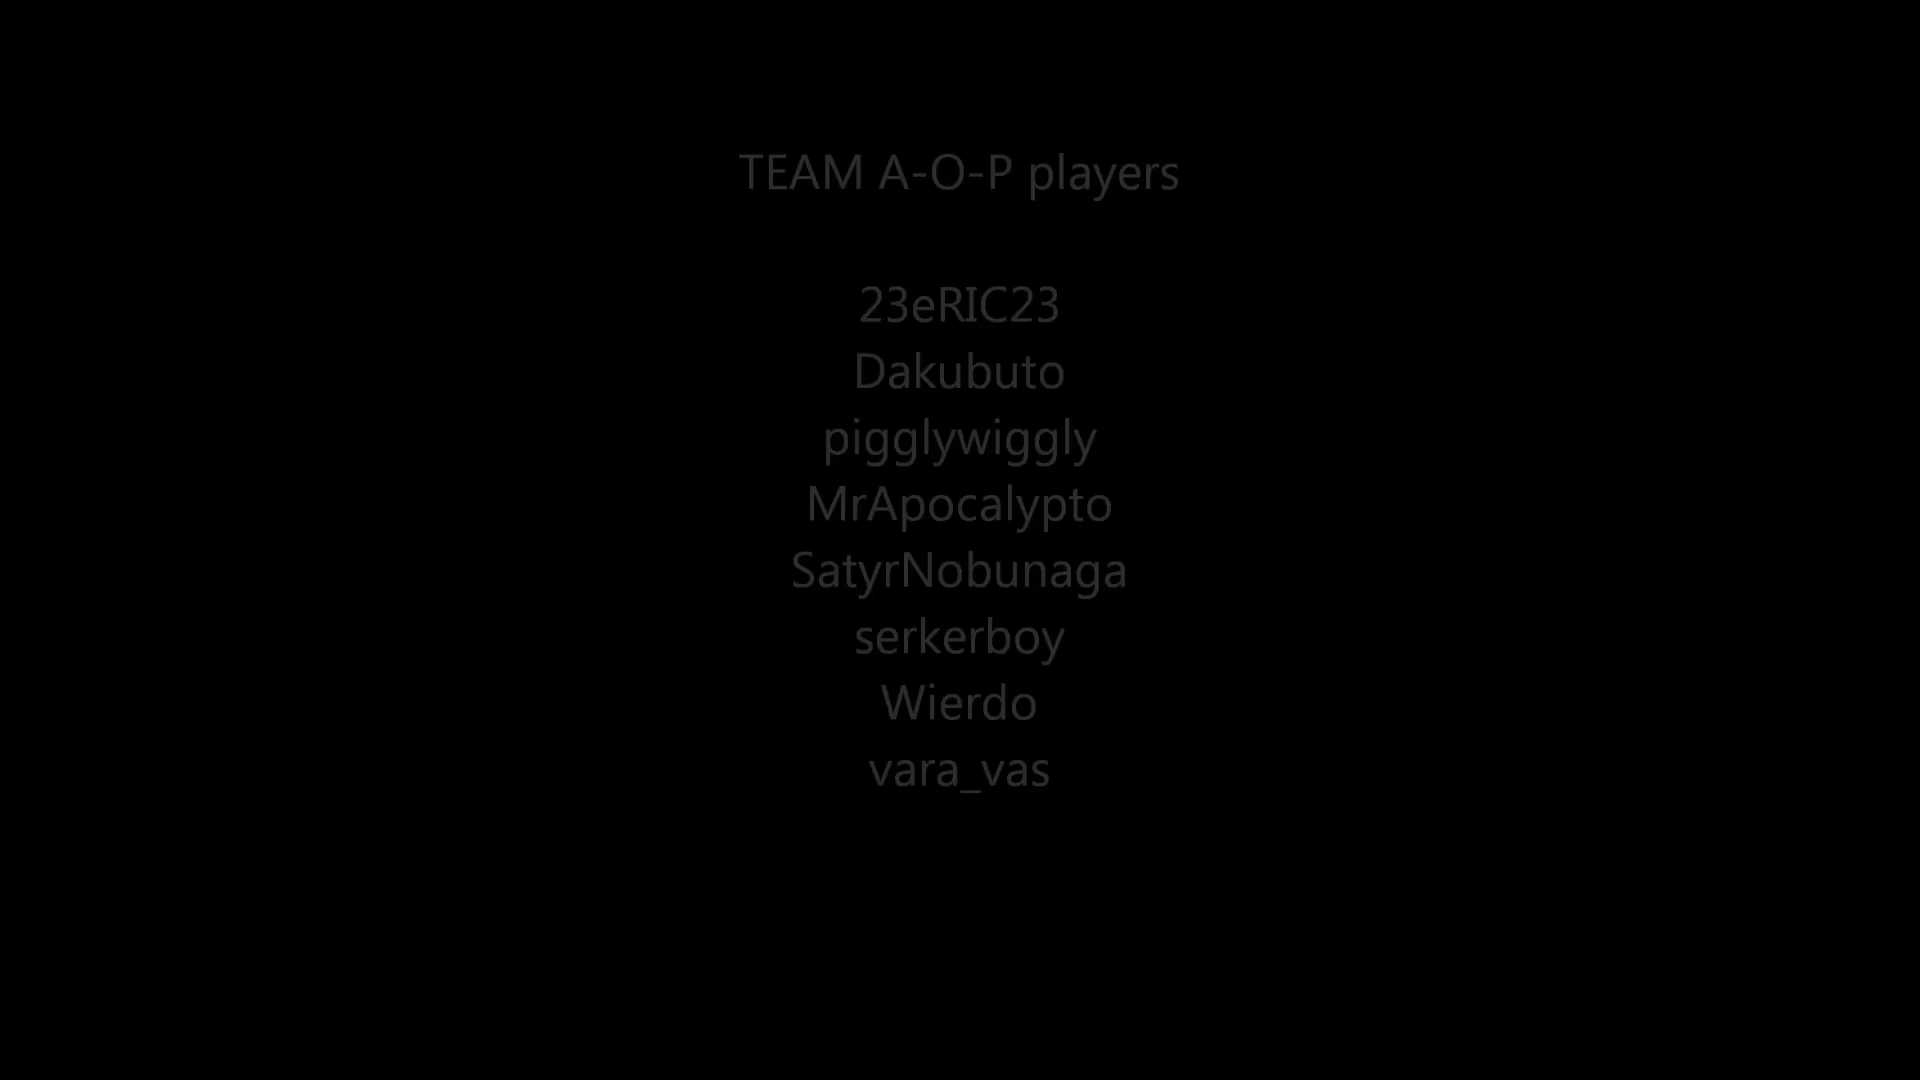 TEAM A-O-P players
23eRIC23
Dakubuto
pigglywiggly
MrApocalypto
SatyrNobunaga
serkerboy
Wierdo
vara_vas